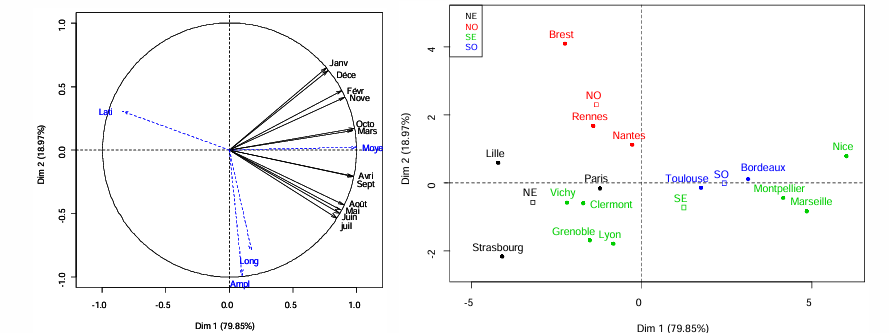 1.0
0.5
0.0
-0.5
-1.0
Dim 2 (18.97%)
Janv
Déce
Févr
Nove
Octo
Mars
Moye
Avri
Sept
Août
Mai
Juin
juil
Lati
Long
Ampl
-1.0 -0.5 0.0 0.5 1.0
Dim 1 (79.85%)
NE
NO
SE
SO
4
2
0
-2
Dim 2 (18.97%)
Brest
NO
Rennes
Nantes
Nice
Lille
Bordeaux
Paris
Toulouse
SO
Montpellier
NE
Vichy
Clermont
SE
Marseille
Grenoble
Lyon
Strasbourg
-5 0 5
Dim 1 (79.85%)